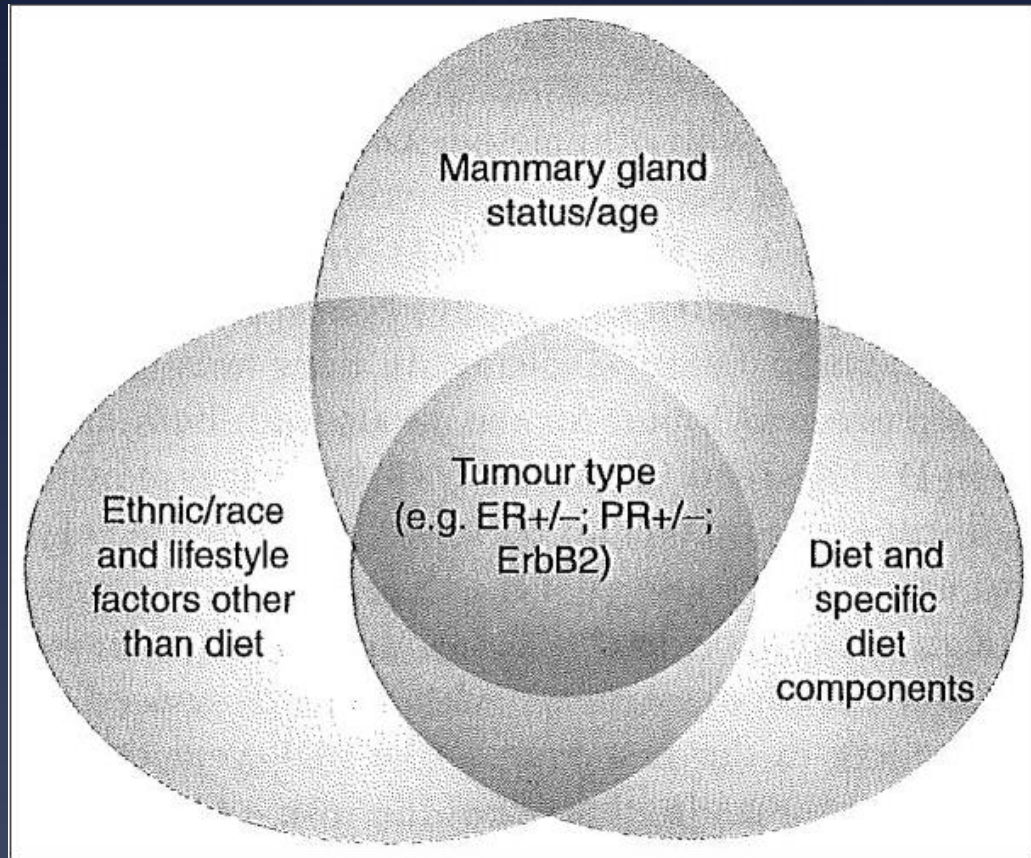 Mammary gland
status/age
Tumour type
(e.g. ER+/–; PR+/–;
ErbB2)
Ethnic/race
and lifestyle
factors other
than diet
Diet and
specific
diet
components